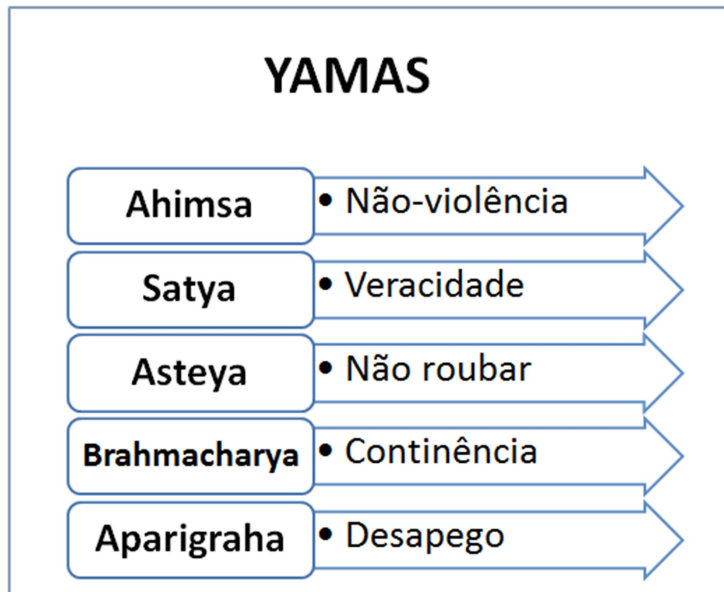 YAMAS
Ahimsa • Não-violência
Satya • Veracidade
Asteya • Não roubar
Brahmacharya • Continência
Aparigraha • Desapego